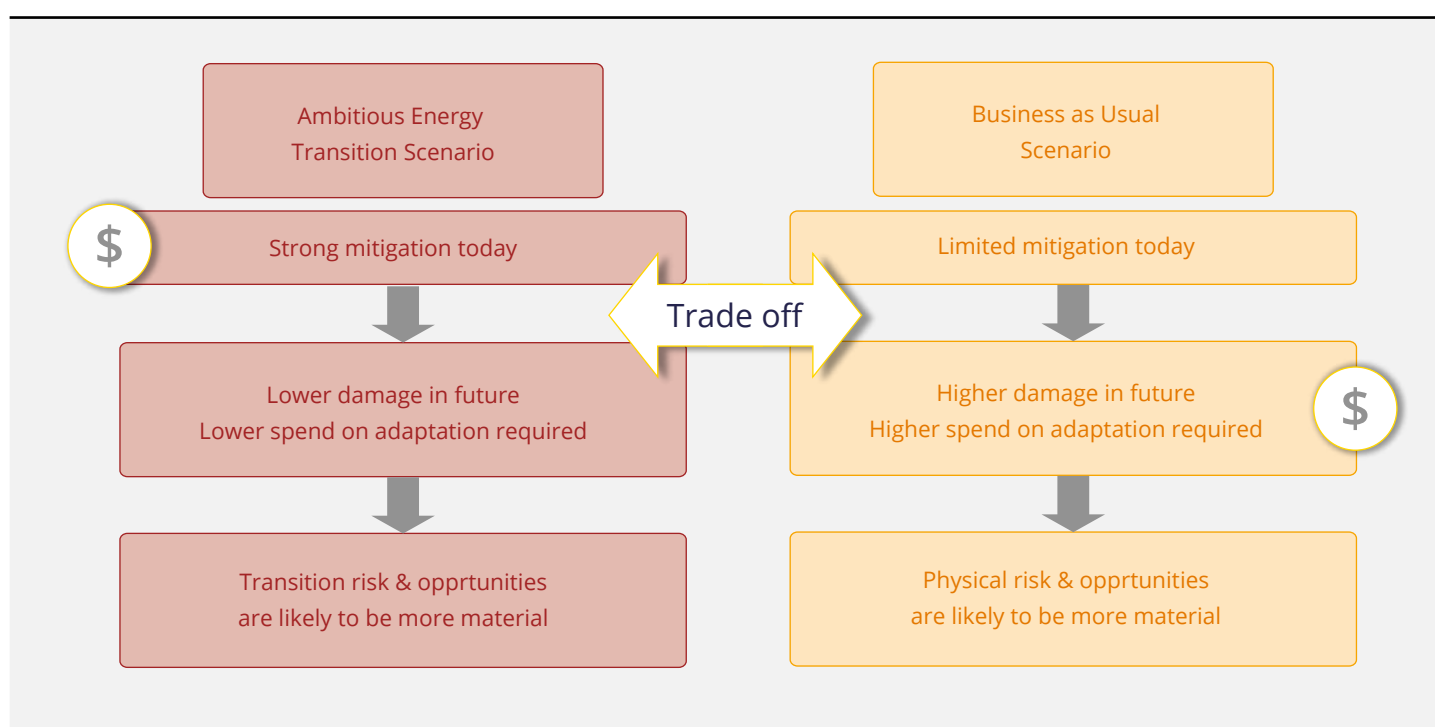 Ambitious Energy
Transition Scenario
$
Strong mitigation today
Lower damage in future
Lower spend on adaptation required
Transition risk & opprtunities
are likely to be more material
Trade off
Business as Usual
Scenario
Limited mitigation today
Higher damage in future
Higher spend on adaptation required
$
Physical risk & opprtunities
are likely to be more material